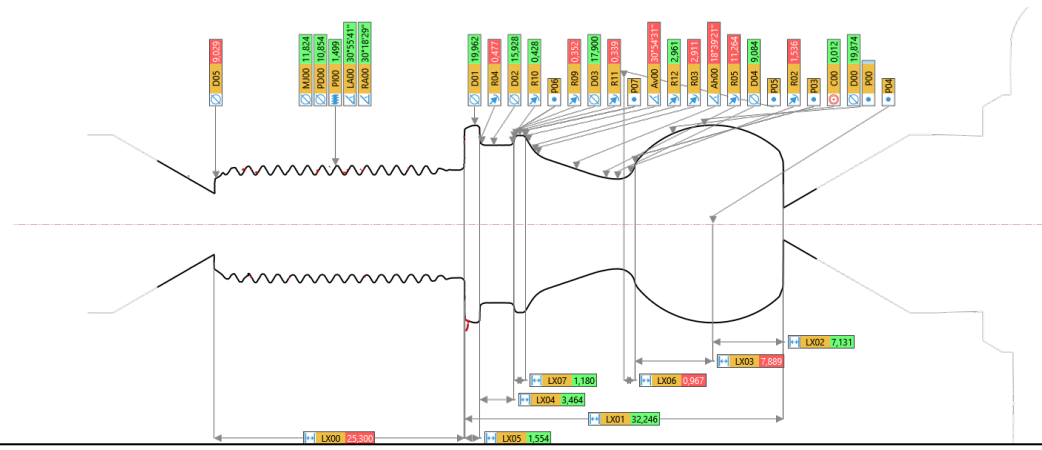 D05 9,029
MJ00 11,824
PD00 10,854
PI00 1,499
LA00 30°55'41"
RA00 30°18'29"
D01 19,962
R04 0,477
D02 15,928
R10 0,428
P06
R09 0,352
D03 17,900
R11 0,339
P07
Av00 30°54'31"
R12 2,961
R03 2,911
Ah00 18°39'21"
R05 11,264
D04 9,084
P05
R02 1,536
P03
C00 0,012
D00 19,874
P00
P04
LX02 7,131
LX03 7,889
LX07 1,180
LX06 0,967
LX04 3,464
LX01 32,246
LX00 25,300
LX05 1,554